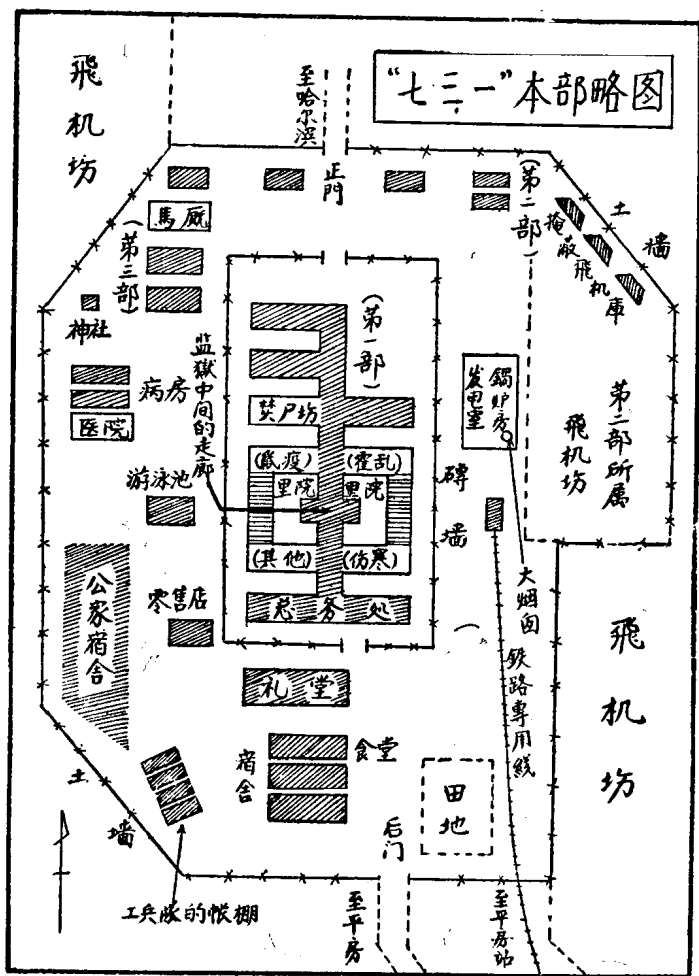 "七三一"本部略图
飛机坊
至哈尔滨
正門
(第二部)
掩蔽飛机庫
土墙
馬厩
(第三部)
神社
监獄中间的走廊
(第一部)
病房
医院
焚尸坊
发电室
鍋炉房
第二部所属
飛机坊
(鼠疫)
(霍乱)
里院
里院
磚墙
游泳池
(其他)
(伤寒)
公家宿舍
零售店
总务处
大烟囱
鉄路專用綫
飛机坊
礼堂
宿舍
食堂
田地
土墙
后门
工兵隊的帐棚
至平房
至平房站